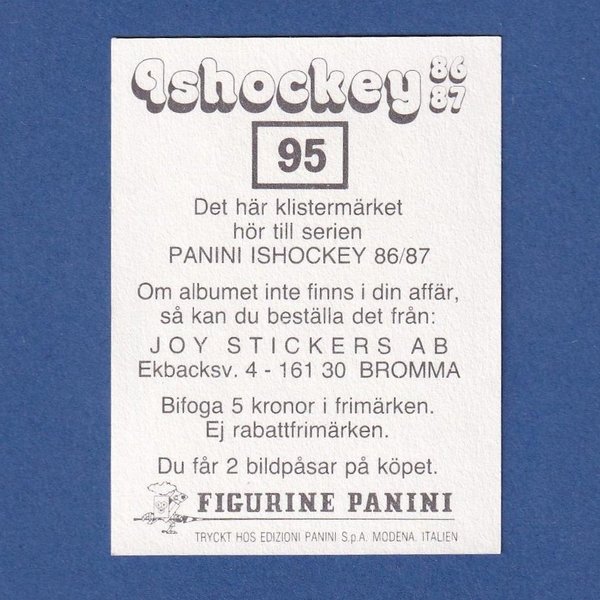 Ishockey 86 87
95
Det här klistermärket
hör till serien
PANINI ISHOCKEY 86/87
Om albumet inte finns i din affär,
så kan du beställa det från:
JOY STICKERS AB
Ekbacksv. 4 - 161 30 BROMMA
Bifoga 5 kronor i frimärken.
Ej rabattfrimärken.
Du får 2 bildpåsar på köpet.
FIGURINE PANINI
TRYCKT HOS EDIZIONI PANINI S.p.A. MODENA. ITALIEN